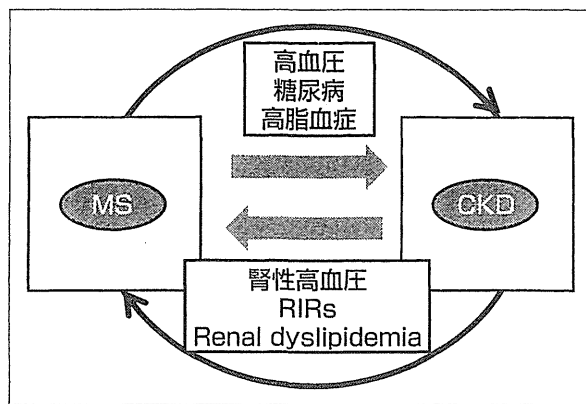 高血圧
糖尿病
高脂血症
MS
CKD
腎性高血圧
RIRs
Renal dyslipidemia